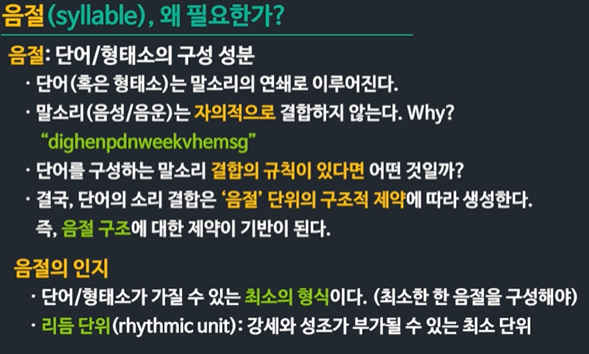 음절(syllable), 왜 필요한가?
음절: 단어/형태소의 구성 성분
· 단어(혹은 형태소)는 말소리의 연쇄로 이루어진다.
· 말소리(음성/음운)는 자의적으로 결합하지 않는다. Why?
“dighenpdnweekvhemsg”
· 단어를 구성하는 말소리 결합의 규칙이 있다면 어떤 것일까?
· 결국, 단어의 소리 결합은 ‘음절’ 단위의 구조적 제약에 따라 생성한다.
즉, 음절 구조에 대한 제약이 기반이 된다.
음절의 인지
· 단어/형태소가 가질 수 있는 최소의 형식이다. (최소한 한 음절을 구성해야)
· 리듬 단위(rhythmic unit): 강세와 성조가 부가될 수 있는 최소 단위